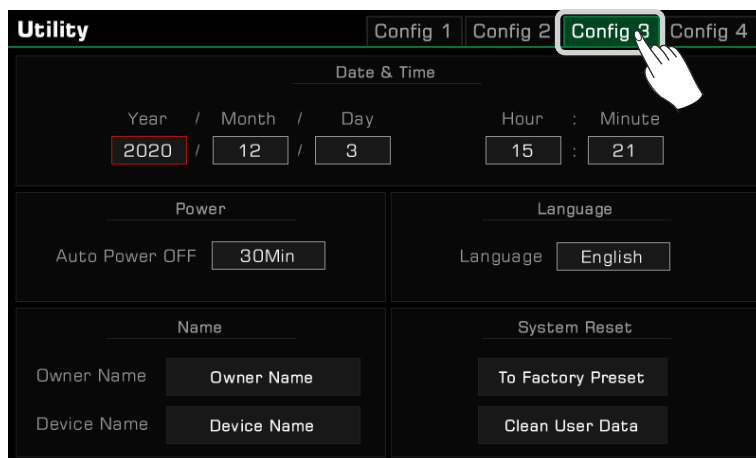 Utility Config 1 Config 2 Config 3 Config 4
Date & Time
Year / Month / Day Hour : Minute
2020 / 12 / 3 15 : 21
Power Language
Auto Power OFF 30Min Language English
Name System Reset
Owner Name Owner Name To Factory Preset
Device Name Device Name Clean User Data